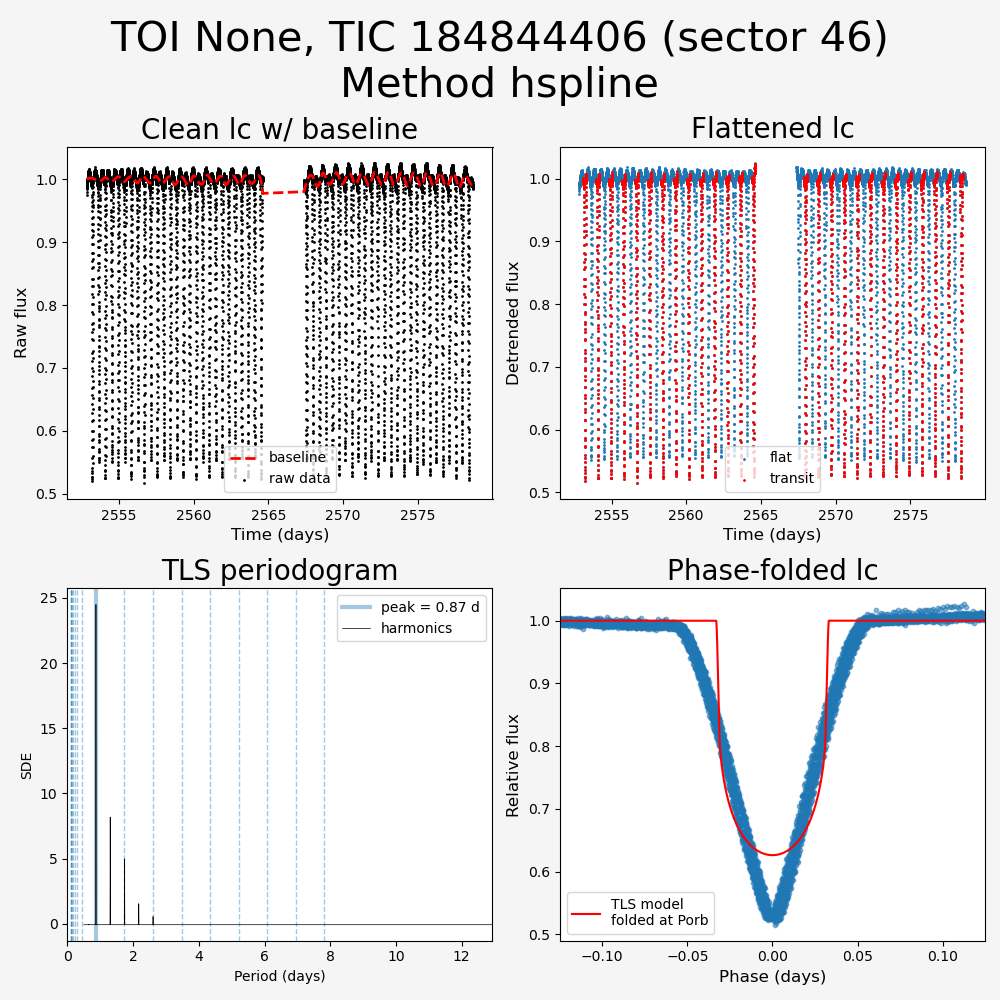 TOI None, TIC 184844406 (sector 46)
Method hspline
Clean lc w/ baseline
Raw flux
1.0
0.9
0.8
0.7
0.6
0.5
baseline
raw data
2555
2560
2565
2570
2575
Time (days)
Flattened lc
Detrended flux
1.0
0.9
0.8
0.7
0.6
0.5
flat
transit
2555
2560
2565
2570
2575
Time (days)
TLS periodogram
SDE
25
20
15
10
5
0
peak = 0.87 d
harmonics
0
2
4
6
8
10
12
Period (days)
Phase-folded lc
Relative flux
1.0
0.9
0.8
0.7
0.6
0.5
TLS model
folded at Porb
−0.10
−0.05
0.00
0.05
0.10
Phase (days)